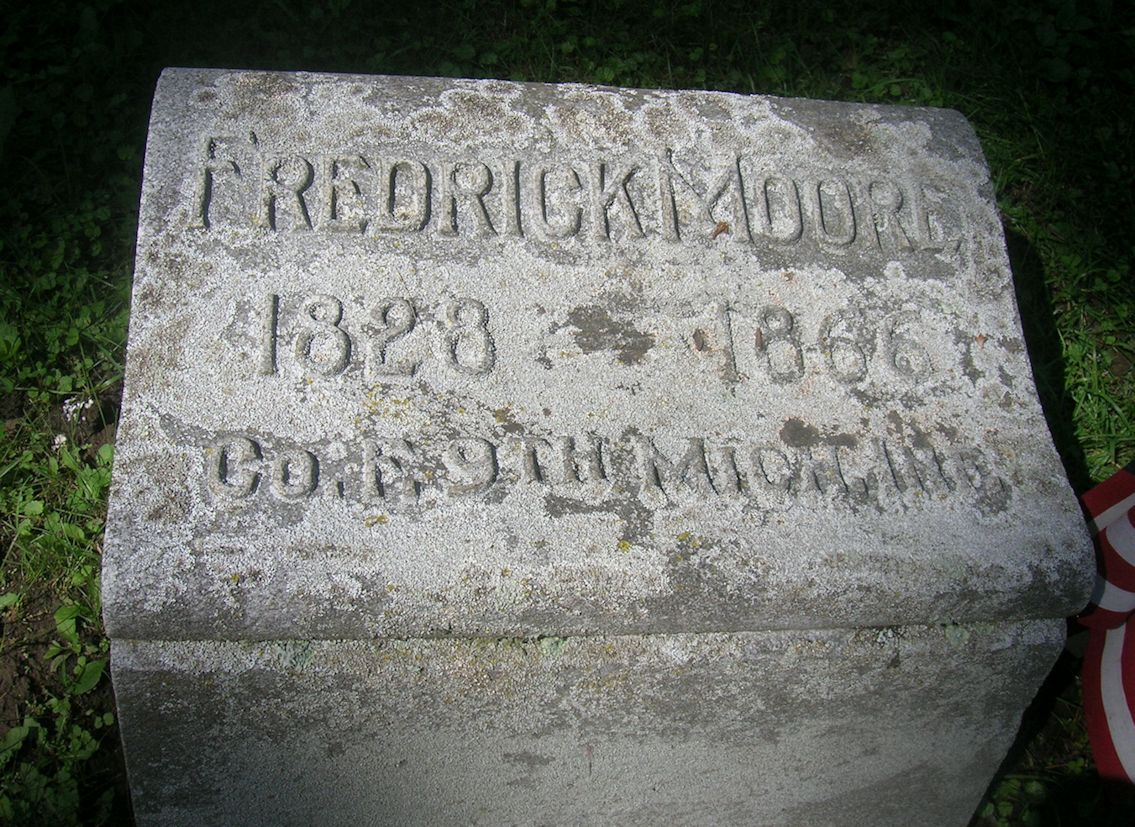 FREDRICK MOORE
1828 1866
CO. F. 9TH MICH. INF.